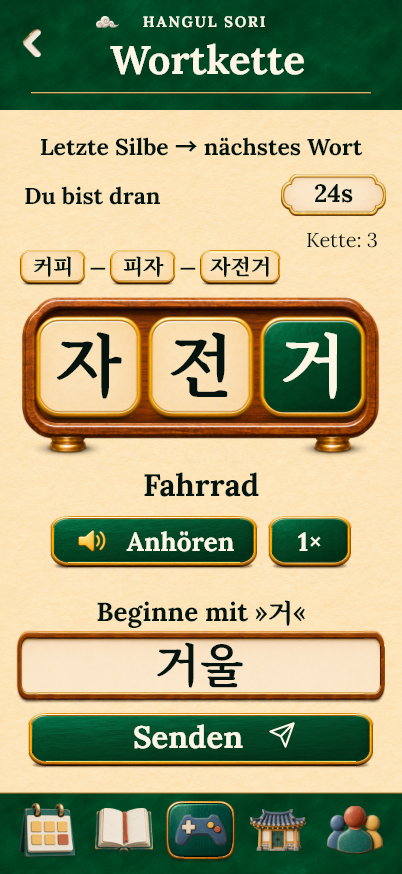 HANGUL SORI
Wortkette
Letzte Silbe → nächstes Wort
Du bist dran 24s
Kette: 3
커피 – 피자 – 자전거
자 전 거
Fahrrad
Anhören 1×
Beginne mit »거«
거울
Senden